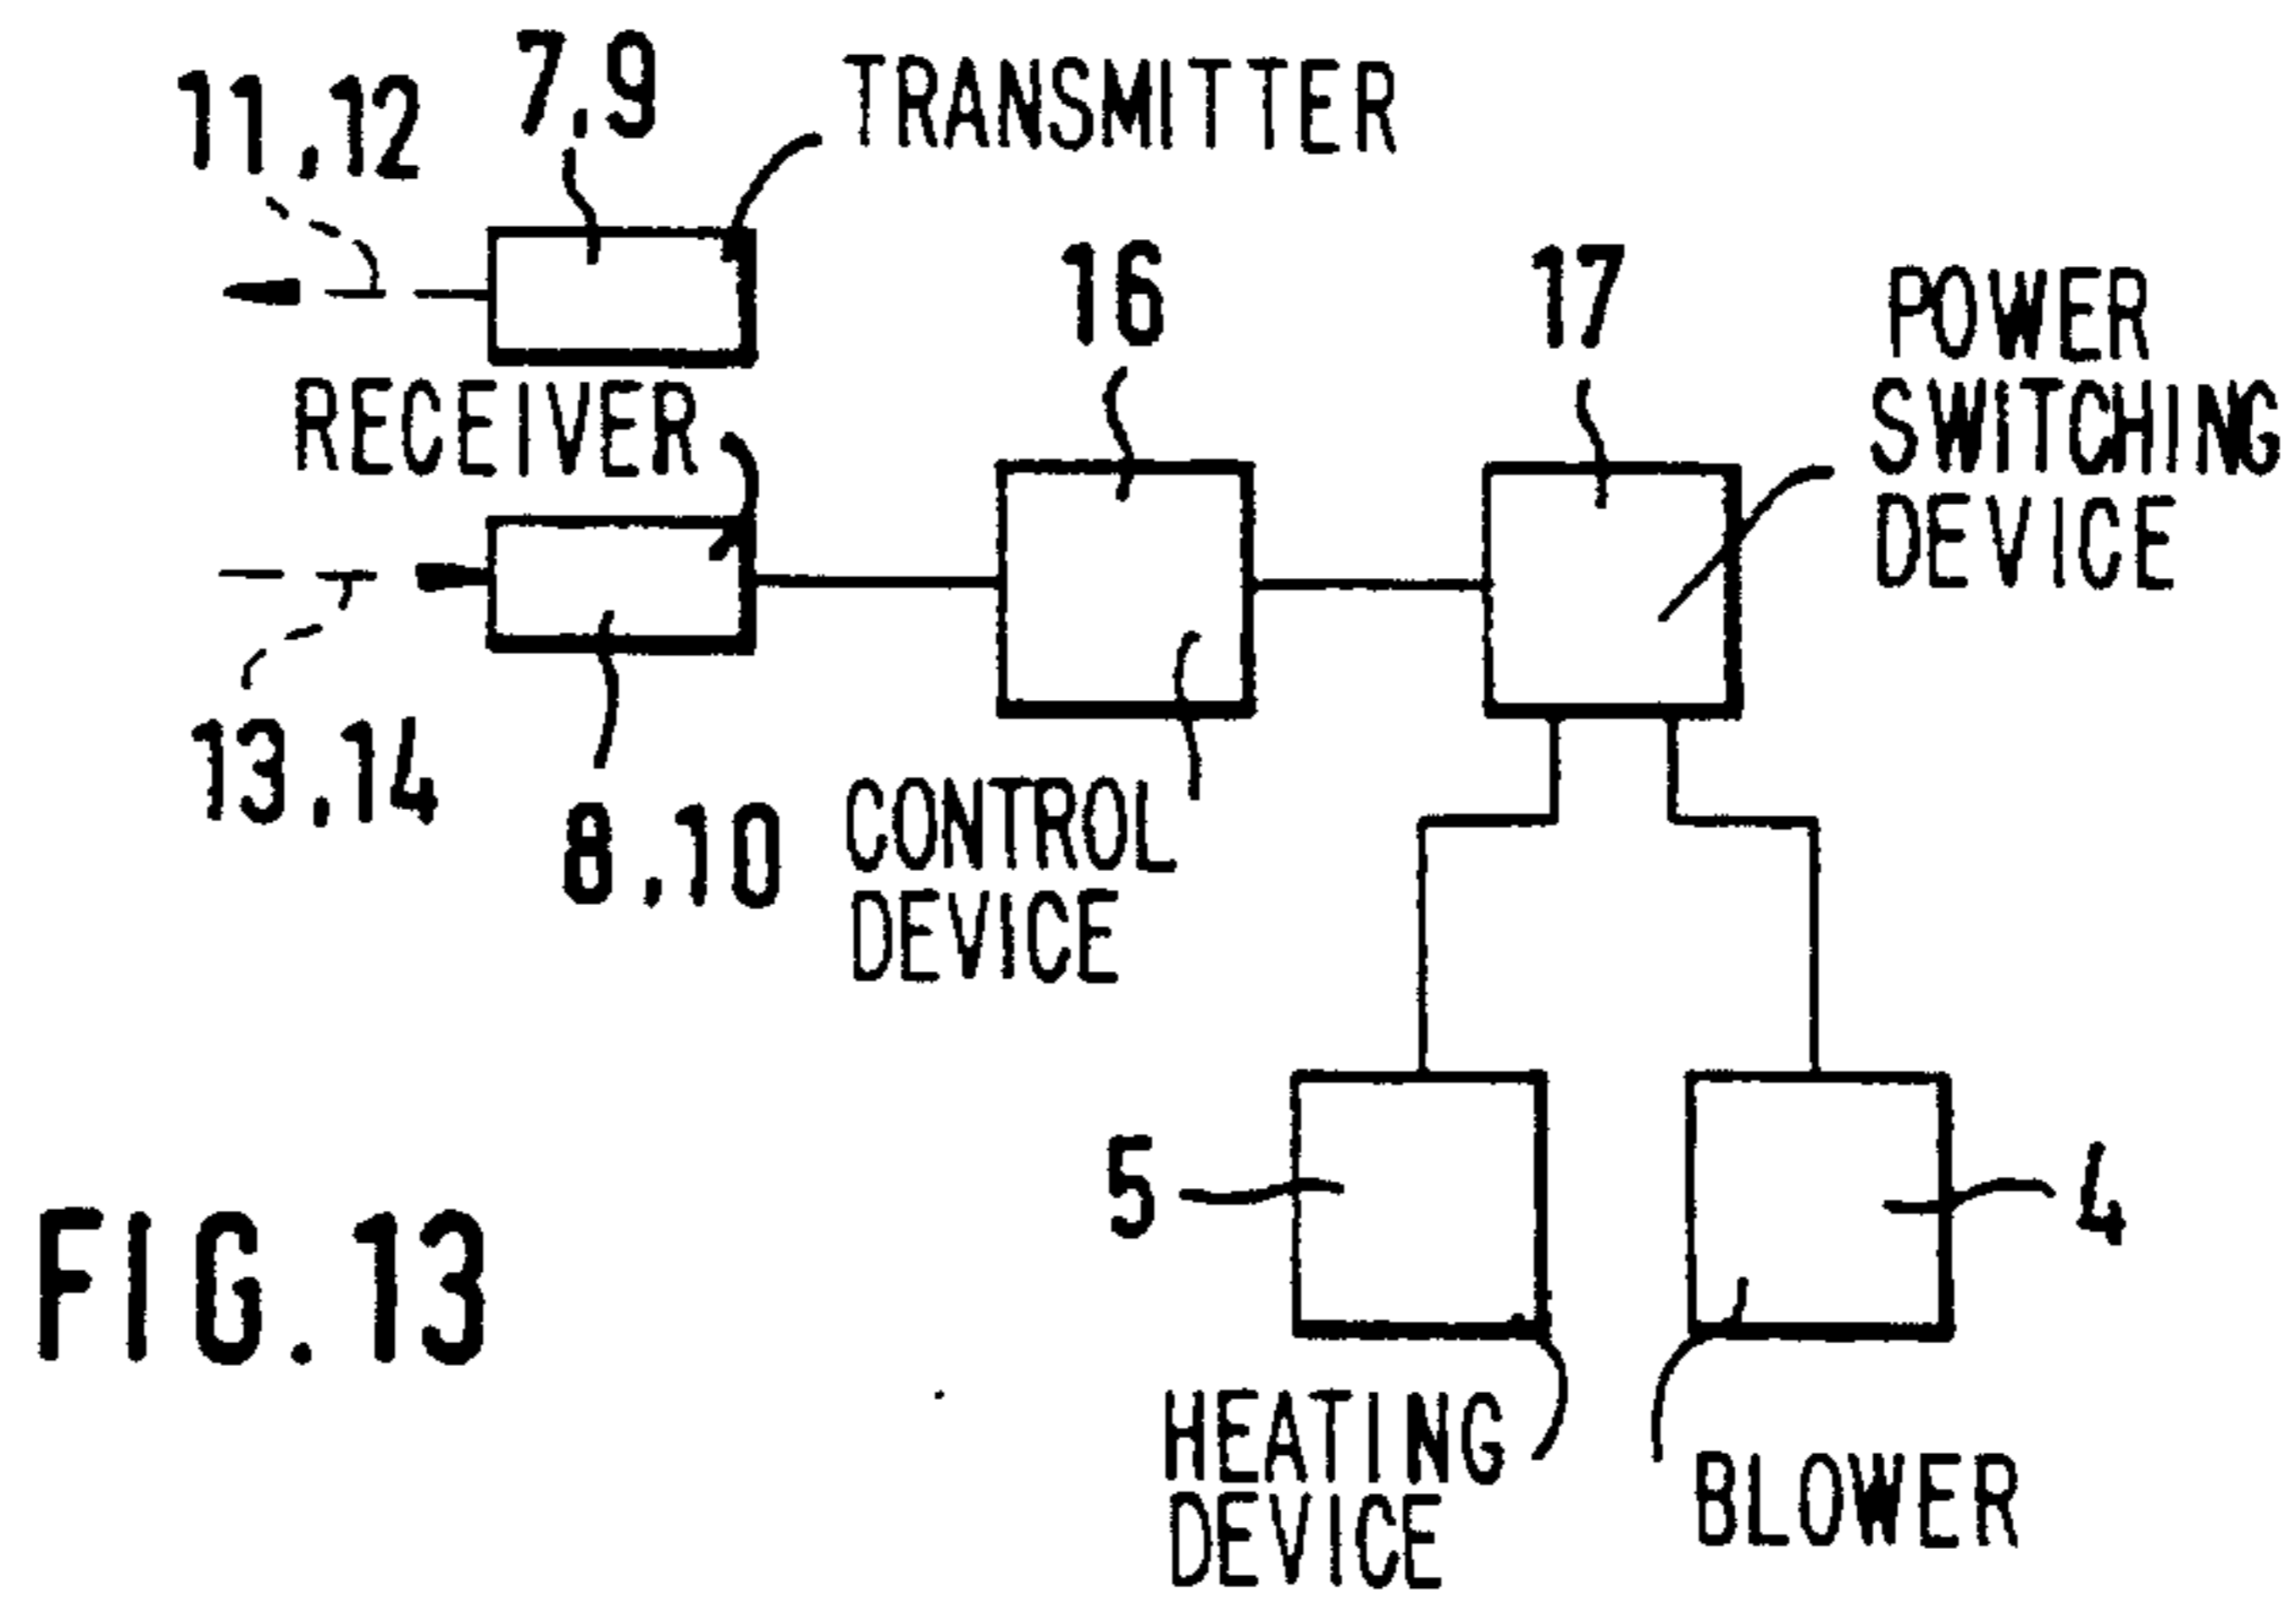 11,12
7,9
TRANSMITTER
RECEIVER
16
17
POWER
SWITCHING
DEVICE
13,14
8,10
CONTROL
DEVICE
5
4
FIG.13
HEATING
DEVICE
BLOWER